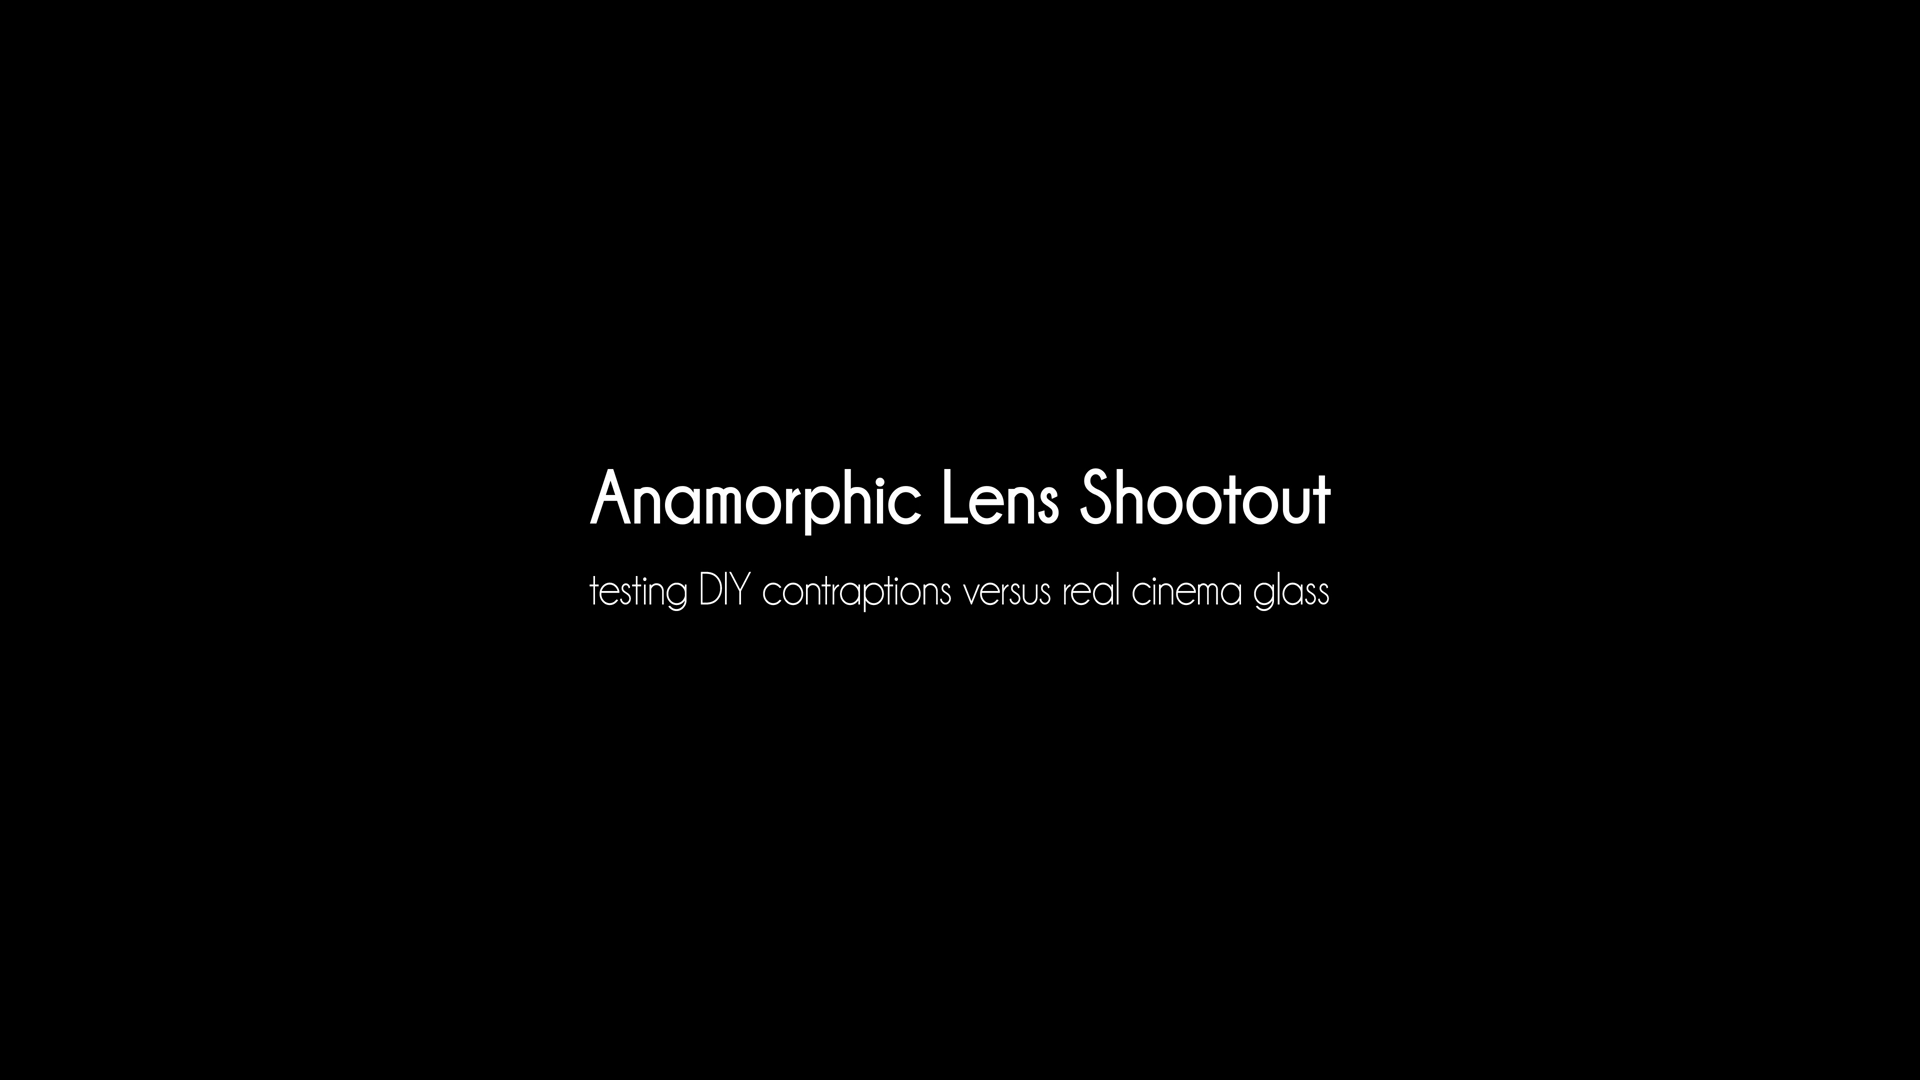 Anamorphic Lens Shootout
testing DIY contraptions versus real cinema glass